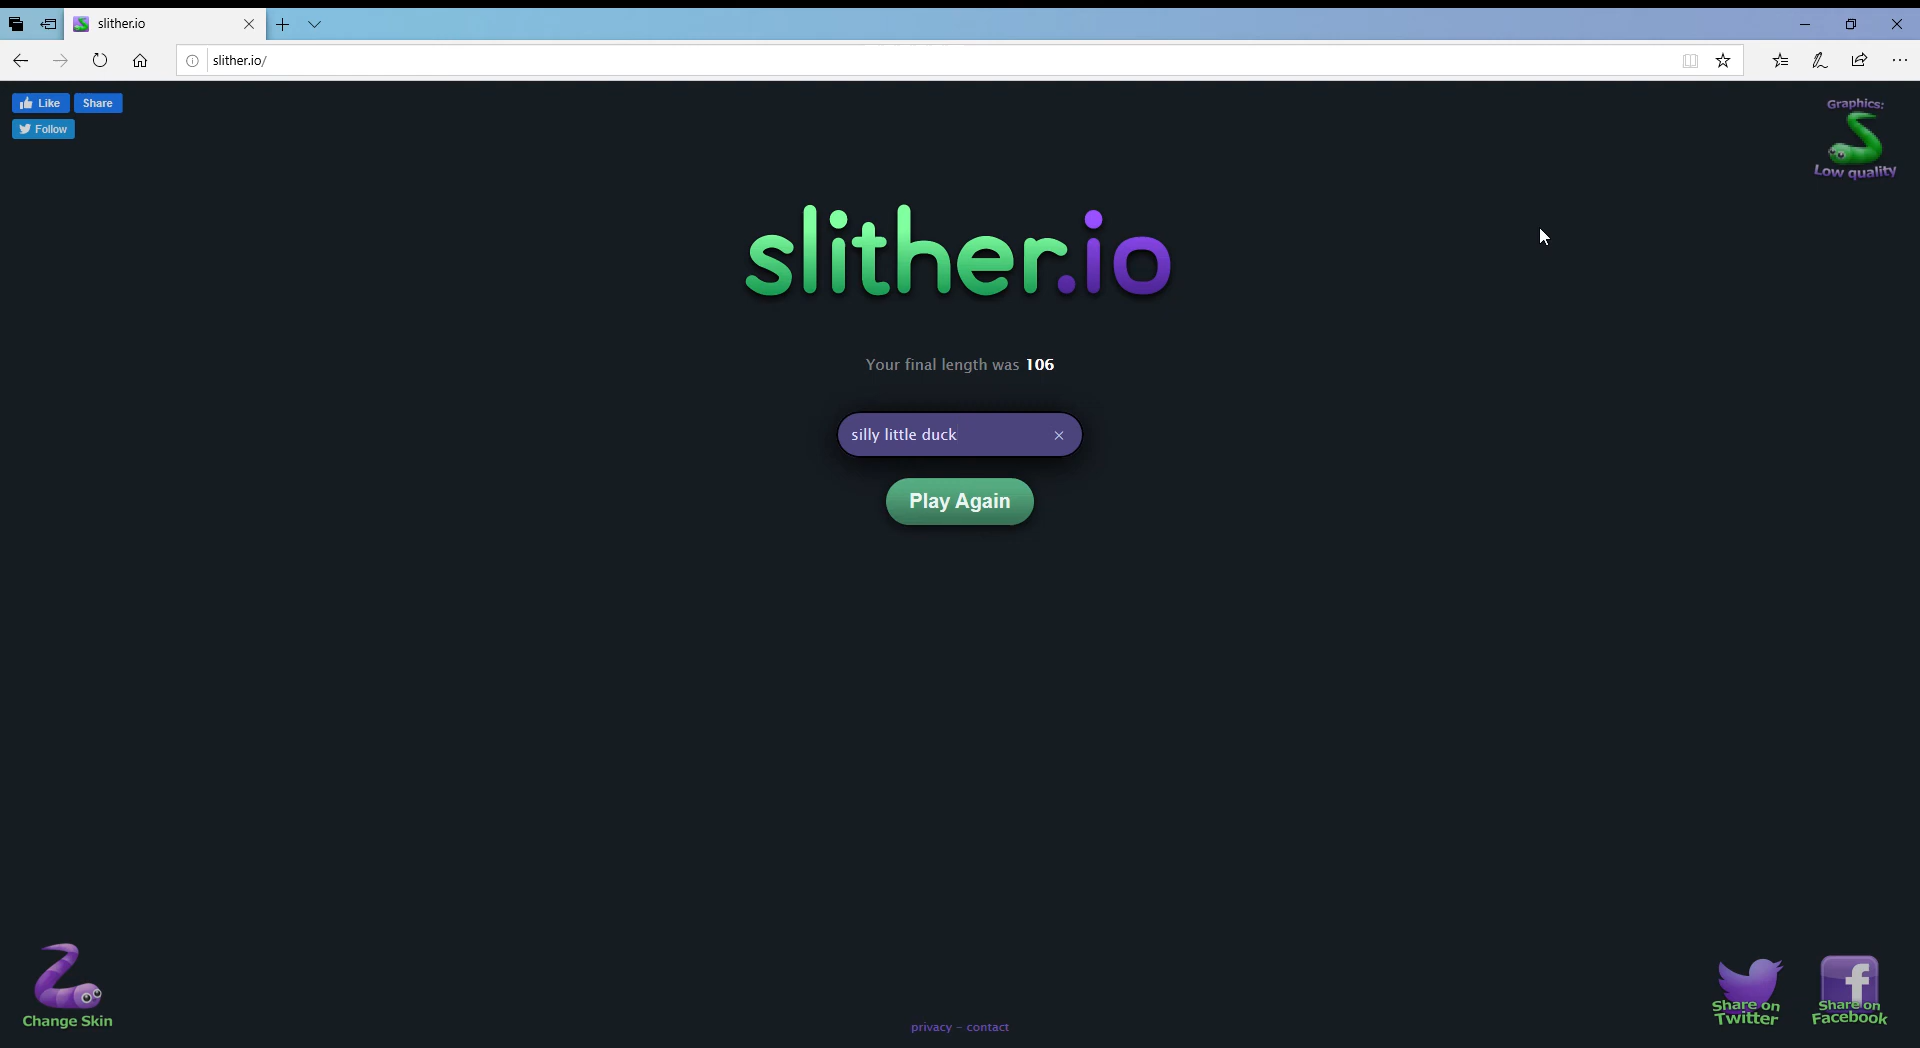 slither.io
slither.io/
Like Share
Follow
Graphics:
Low quality
slither.io
Your final length was 106
silly little duck
Play Again
Change Skin
privacy - contact
Share on Twitter
Share on Facebook